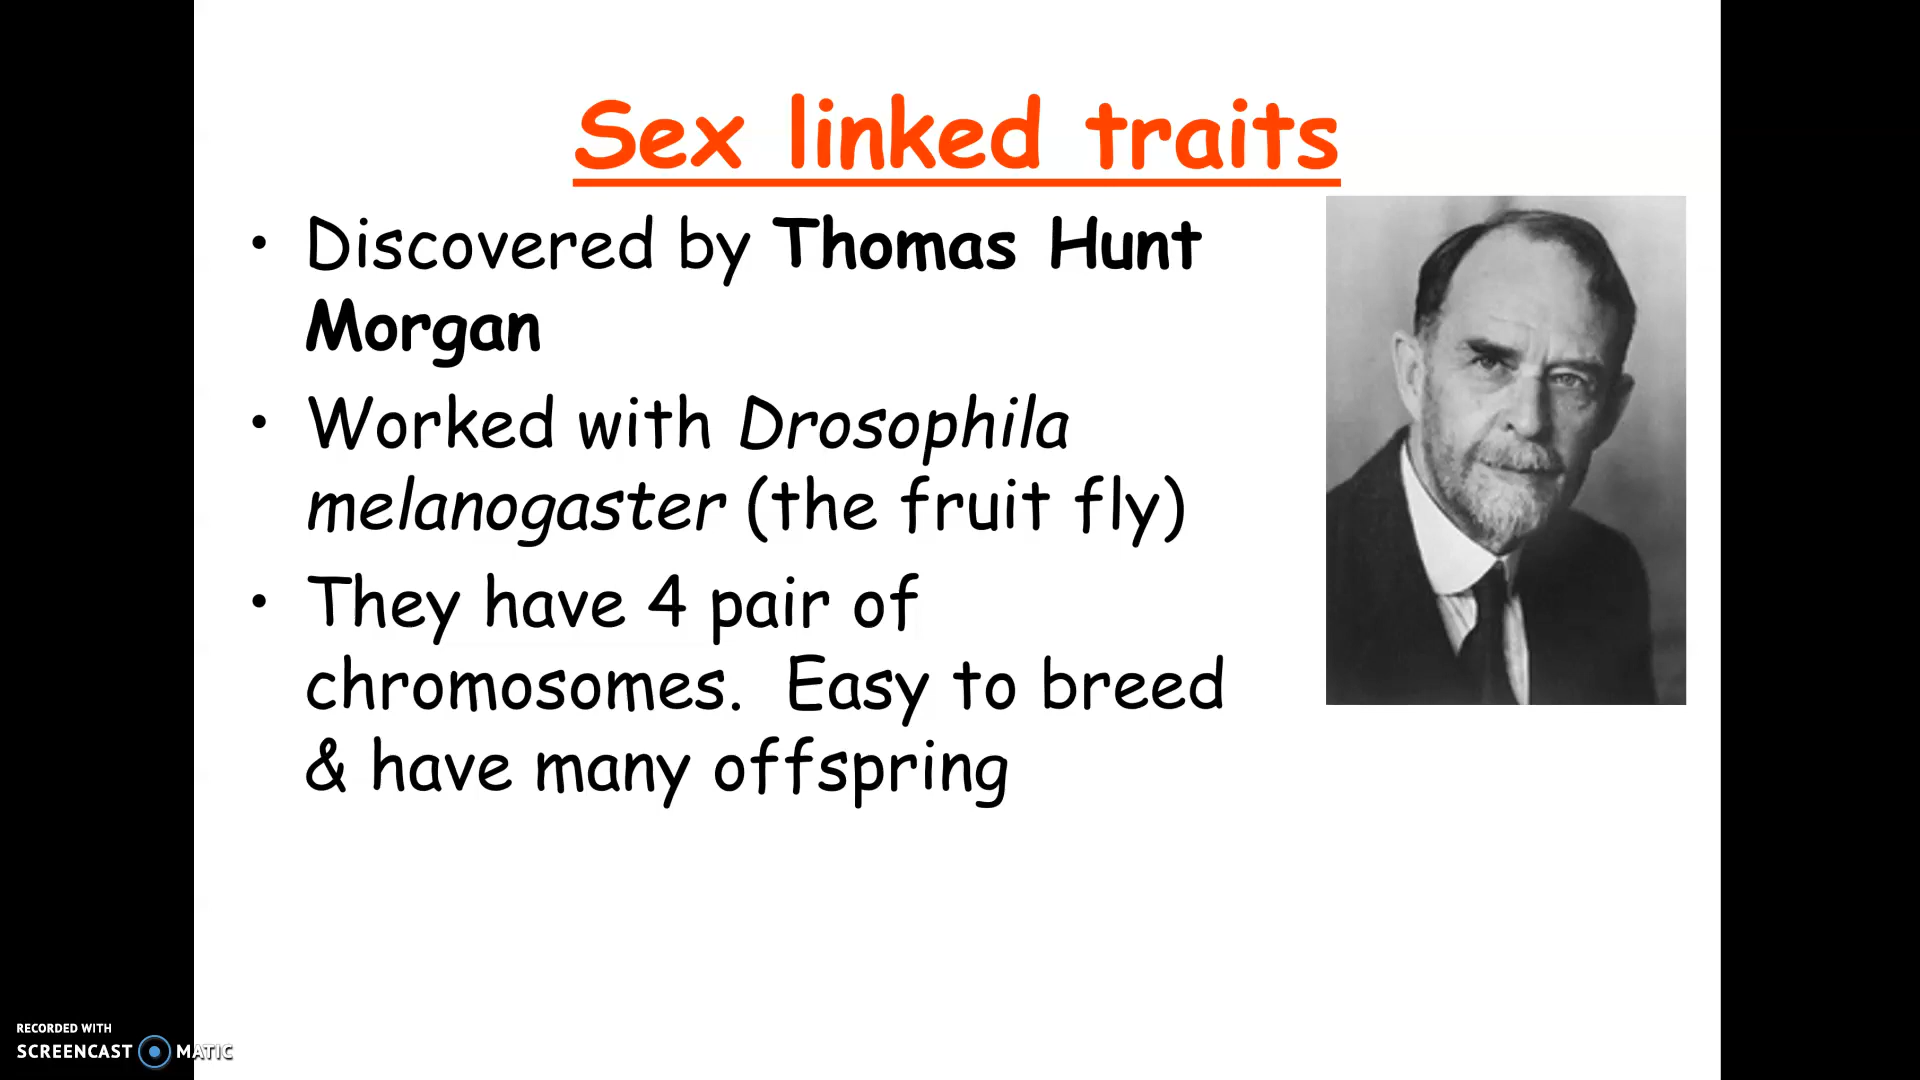 Sex linked traits
• Discovered by Thomas Hunt
Morgan
• Worked with Drosophila
melanogaster (the fruit fly)
• They have 4 pair of
chromosomes.  Easy to breed
& have many offspring
RECORDED WITH
SCREENCAST MATIC